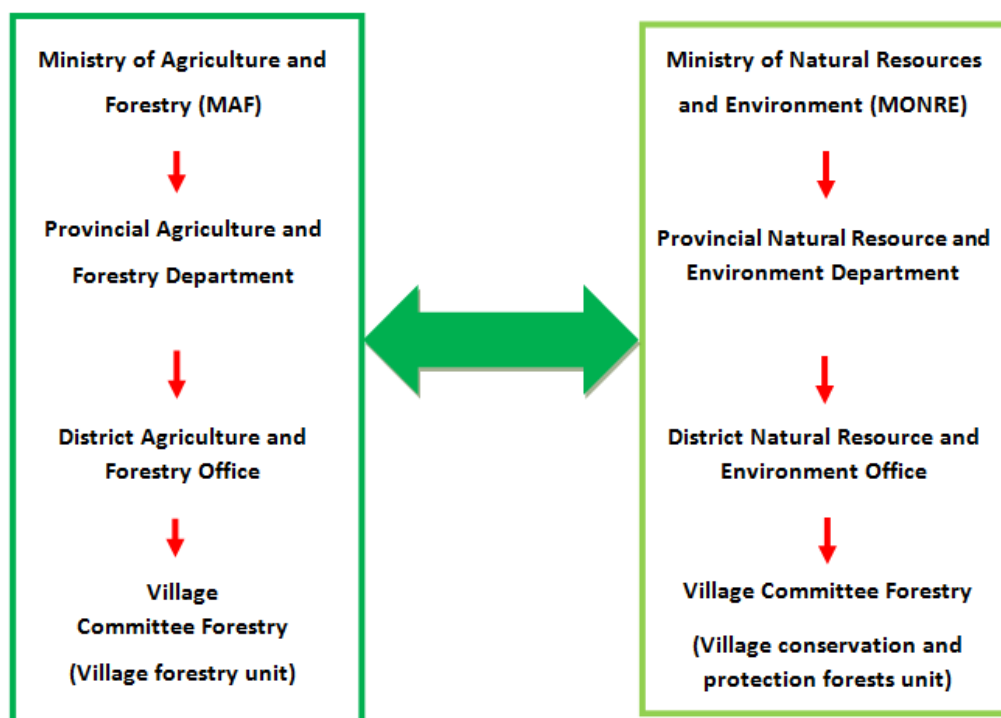 Ministry of Agriculture and
Forestry (MAF)
Provincial Agriculture and
Forestry Department
District Agriculture and
Forestry Office
Village
Committee Forestry
(Village forestry unit)
Ministry of Natural Resources
and Environment (MONRE)
Provincial Natural Resource and
Environment Department
District Natural Resource and
Environment Office
Village Committee Forestry
(Village conservation and
protection forests unit)